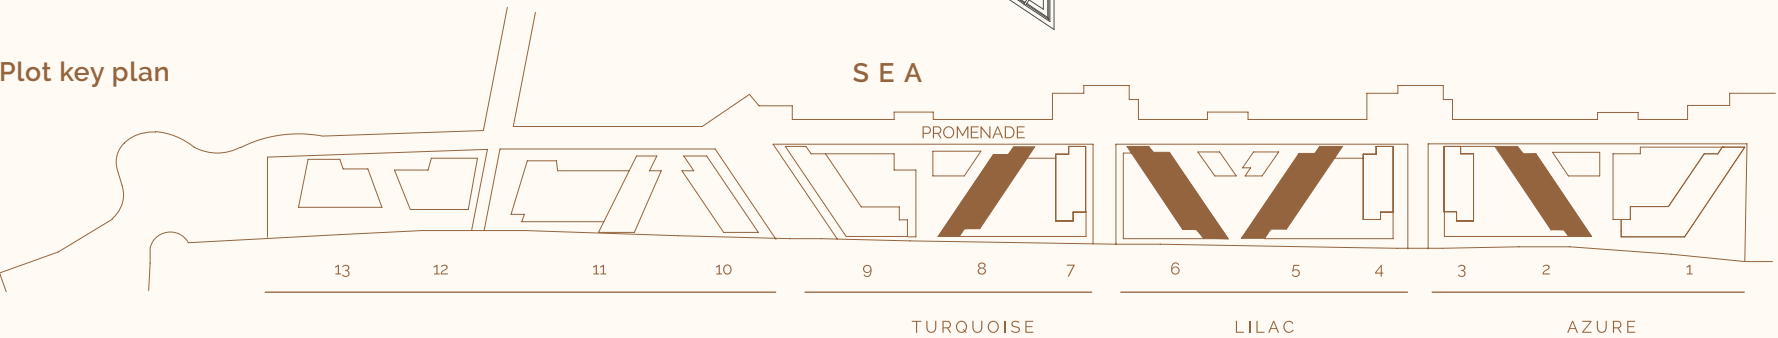 Plot key plan
SEA
PROMENADE
13 12 11 10 9 8 7 6 5 4 3 2 1
TURQUOISE LILAC AZURE